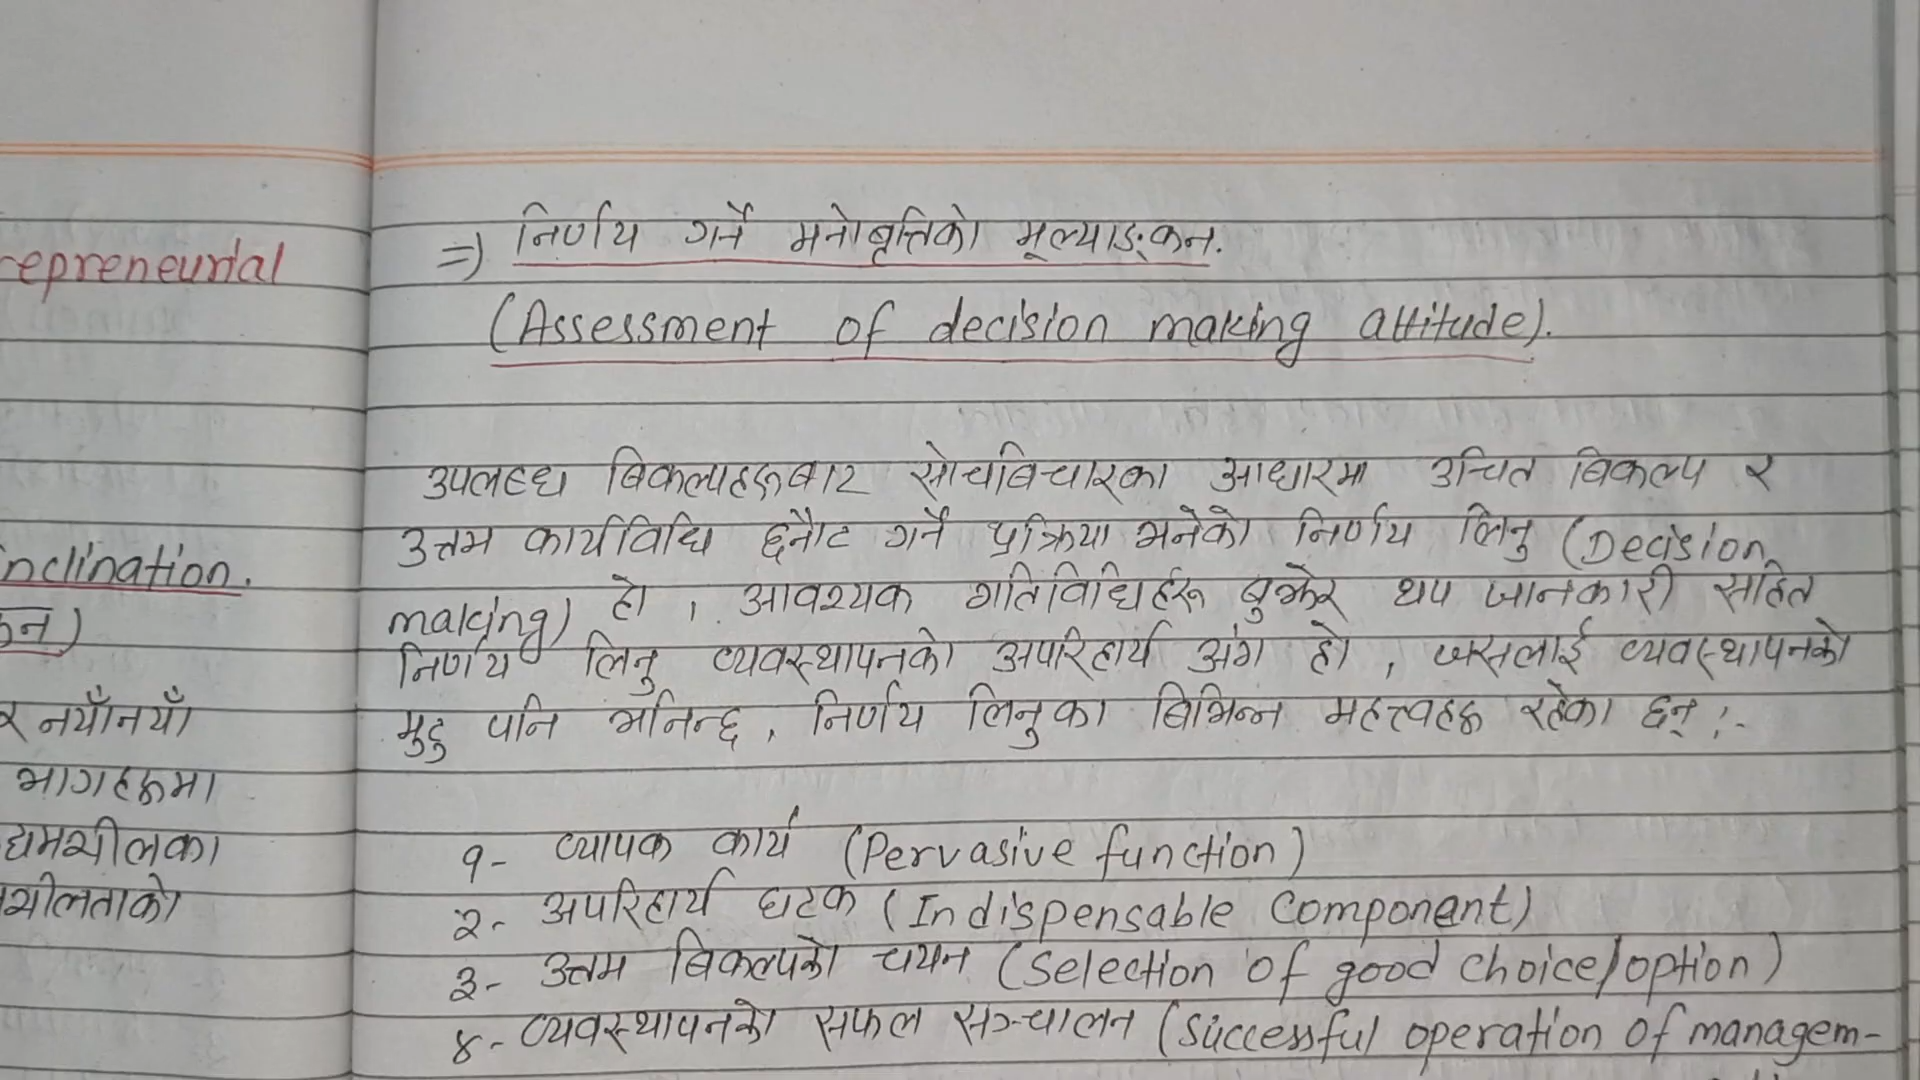 repreneurial
nclination.
न)
र नयाँनयाँ
भागहरूमा
द्यमशीलका
शीलताको
=) निर्णय गर्ने मनोबृत्तिको मूल्याङ्कन.
(Assessment of decision making attitude).
उपलब्ध बिकल्पहरूबाट सोचबिचारका आधारमा उचित बिकल्प र
उत्तम कार्यविधि छनौट गर्ने प्रक्रिया भनेको निर्णय लिनु (Decision
making) हो , आवश्यक गतिविधिहरू बुझेर थप जानकारी सहित
निर्णय लिनु व्यवस्थापनको अपरिहार्य अंग हो , जसलाई व्यवस्थापनको
मुटु पनि भनिन्छ , निर्णय लिनुका बिभिन्न महत्त्वहरू रहेका छन् :-
१- व्यापक कार्य (Pervasive function)
२- अपरिहार्य घटक (Indispensable Component)
३- उत्तम बिकल्पको चयन (Selection of good choice/option)
४- व्यवस्थापनको सफल सञ्चालन (Successful operation of managem-